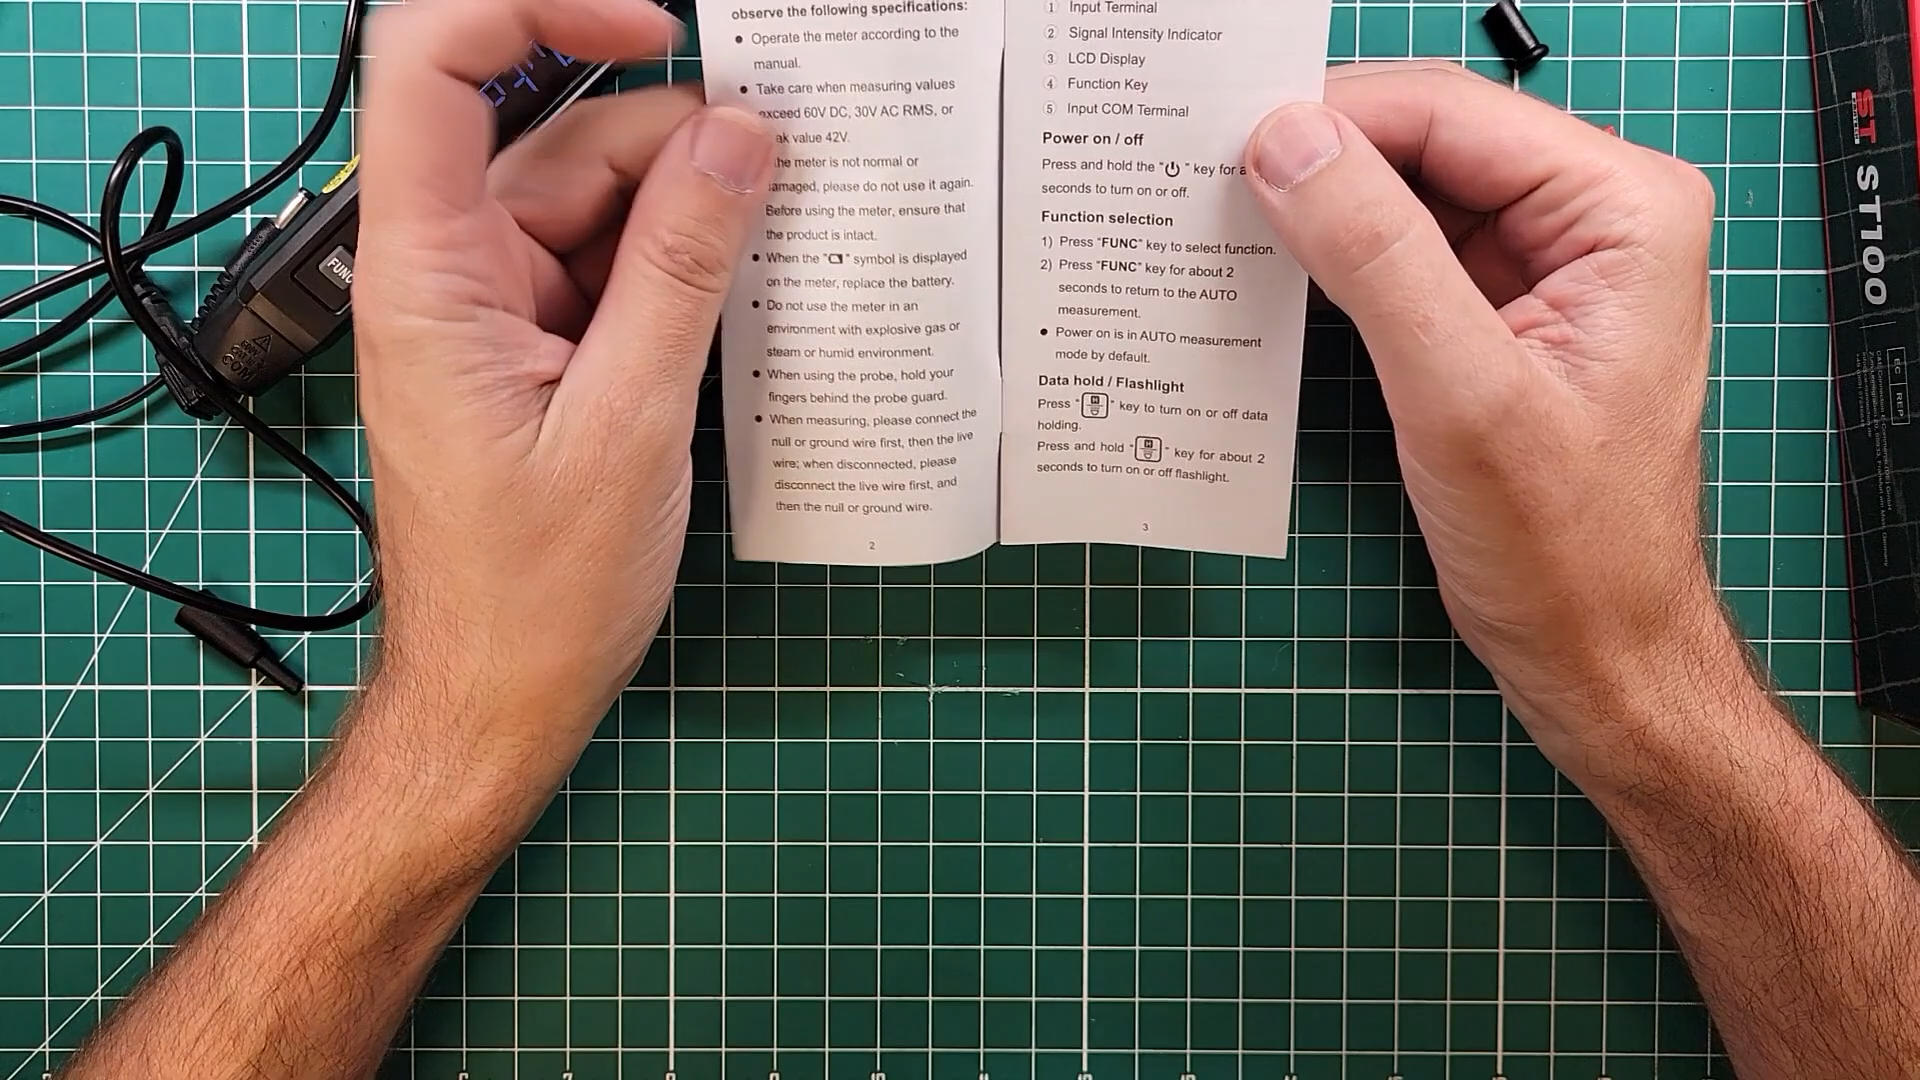 observe the following specifications:
● Operate the meter according to the
manual.
● Take care when measuring values
exceed 60V DC, 30V AC RMS, or
value 42V.
the meter is not normal or
damaged, please do not use it again.
Before using the meter, ensure that
the product is intact.
● When the " " symbol is displayed
on the meter, replace the battery.
● Do not use the meter in an
environment with explosive gas or
steam or humid environment.
● When using the probe, hold your
fingers behind the probe guard.
● When measuring, please connect the
null or ground wire first, then the live
wire; when disconnected, please
disconnect the live wire first, and
then the null or ground wire.
2
① Input Terminal
② Signal Intensity Indicator
③ LCD Display
④ Function Key
⑤ Input COM Terminal
Power on / off
Press and hold the "⏻" key for a
seconds to turn on or off.
Function selection
1) Press "FUNC" key to select function.
2) Press "FUNC" key for about 2
seconds to return to the AUTO
measurement.
● Power on is in AUTO measurement
mode by default.
Data hold / Flashlight
Press "H" key to turn on or off data
holding.
Press and hold "H" key for about 2
seconds to turn on or off flashlight.
3
Auto
FUNC
COM
ST
ST100
EC REP